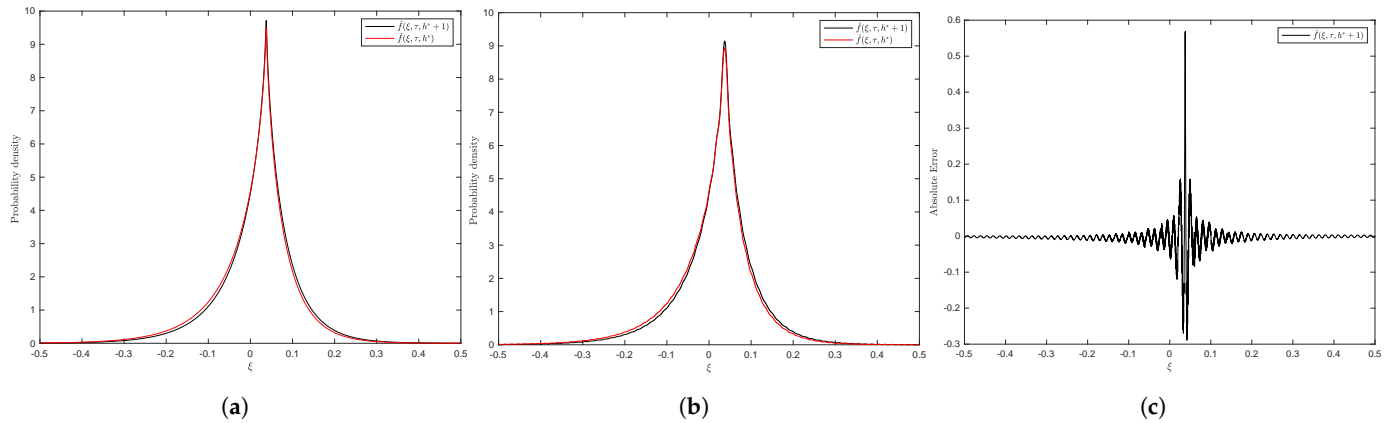 10
9
8
7
6
5
4
3
2
1
0
-0.5 -0.4 -0.3 -0.2 -0.1 0 0.1 0.2 0.3 0.4 0.5
Probability density
ξ
f̂(ξ, τ, h* + 1)
f̂(ξ, τ, h*)
(a)
10
9
8
7
6
5
4
3
2
1
0
-0.5 -0.4 -0.3 -0.2 -0.1 0 0.1 0.2 0.3 0.4 0.5
Probability density
ξ
f̂(ξ, τ, h* + 1)
f̂(ξ, τ, h*)
(b)
0.6
0.5
0.4
0.3
0.2
0.1
0
-0.1
-0.2
-0.3
-0.5 -0.4 -0.3 -0.2 -0.1 0 0.1 0.2 0.3 0.4 0.5
Absolute Error
ξ
f̂(ξ, τ, h* + 1)
(c)